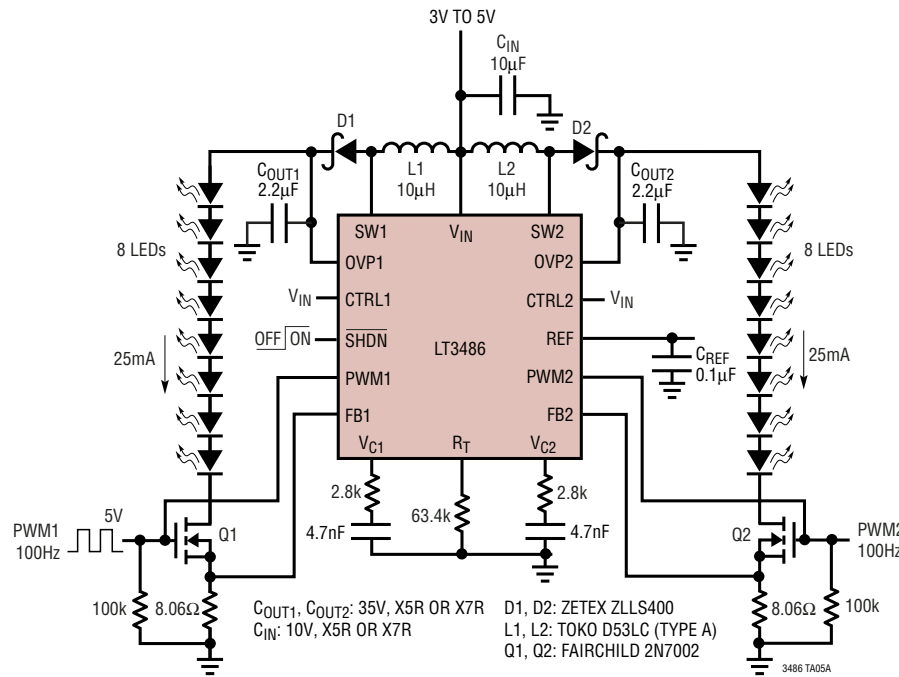 3V TO 5V
CIN
10µF
D1
D2
L1
10µH
L2
10µH
COUT1
2.2µF
COUT2
2.2µF
SW1
VIN
SW2
8 LEDs
8 LEDs
OVP1
OVP2
VIN
CTRL1
CTRL2
VIN
OFF ON
SHDN
LT3486
REF
25mA
25mA
CREF
0.1µF
PWM1
PWM2
FB1
FB2
VC1
RT
VC2
2.8k
2.8k
63.4k
4.7nF
4.7nF
5V
PWM1
100Hz
Q1
Q2
PWM2
100Hz
100k
8.06Ω
8.06Ω
100k
COUT1, COUT2: 35V, X5R OR X7R
CIN: 10V, X5R OR X7R
D1, D2: ZETEX ZLLS400
L1, L2: TOKO D53LC (TYPE A)
Q1, Q2: FAIRCHILD 2N7002
3486 TA05A